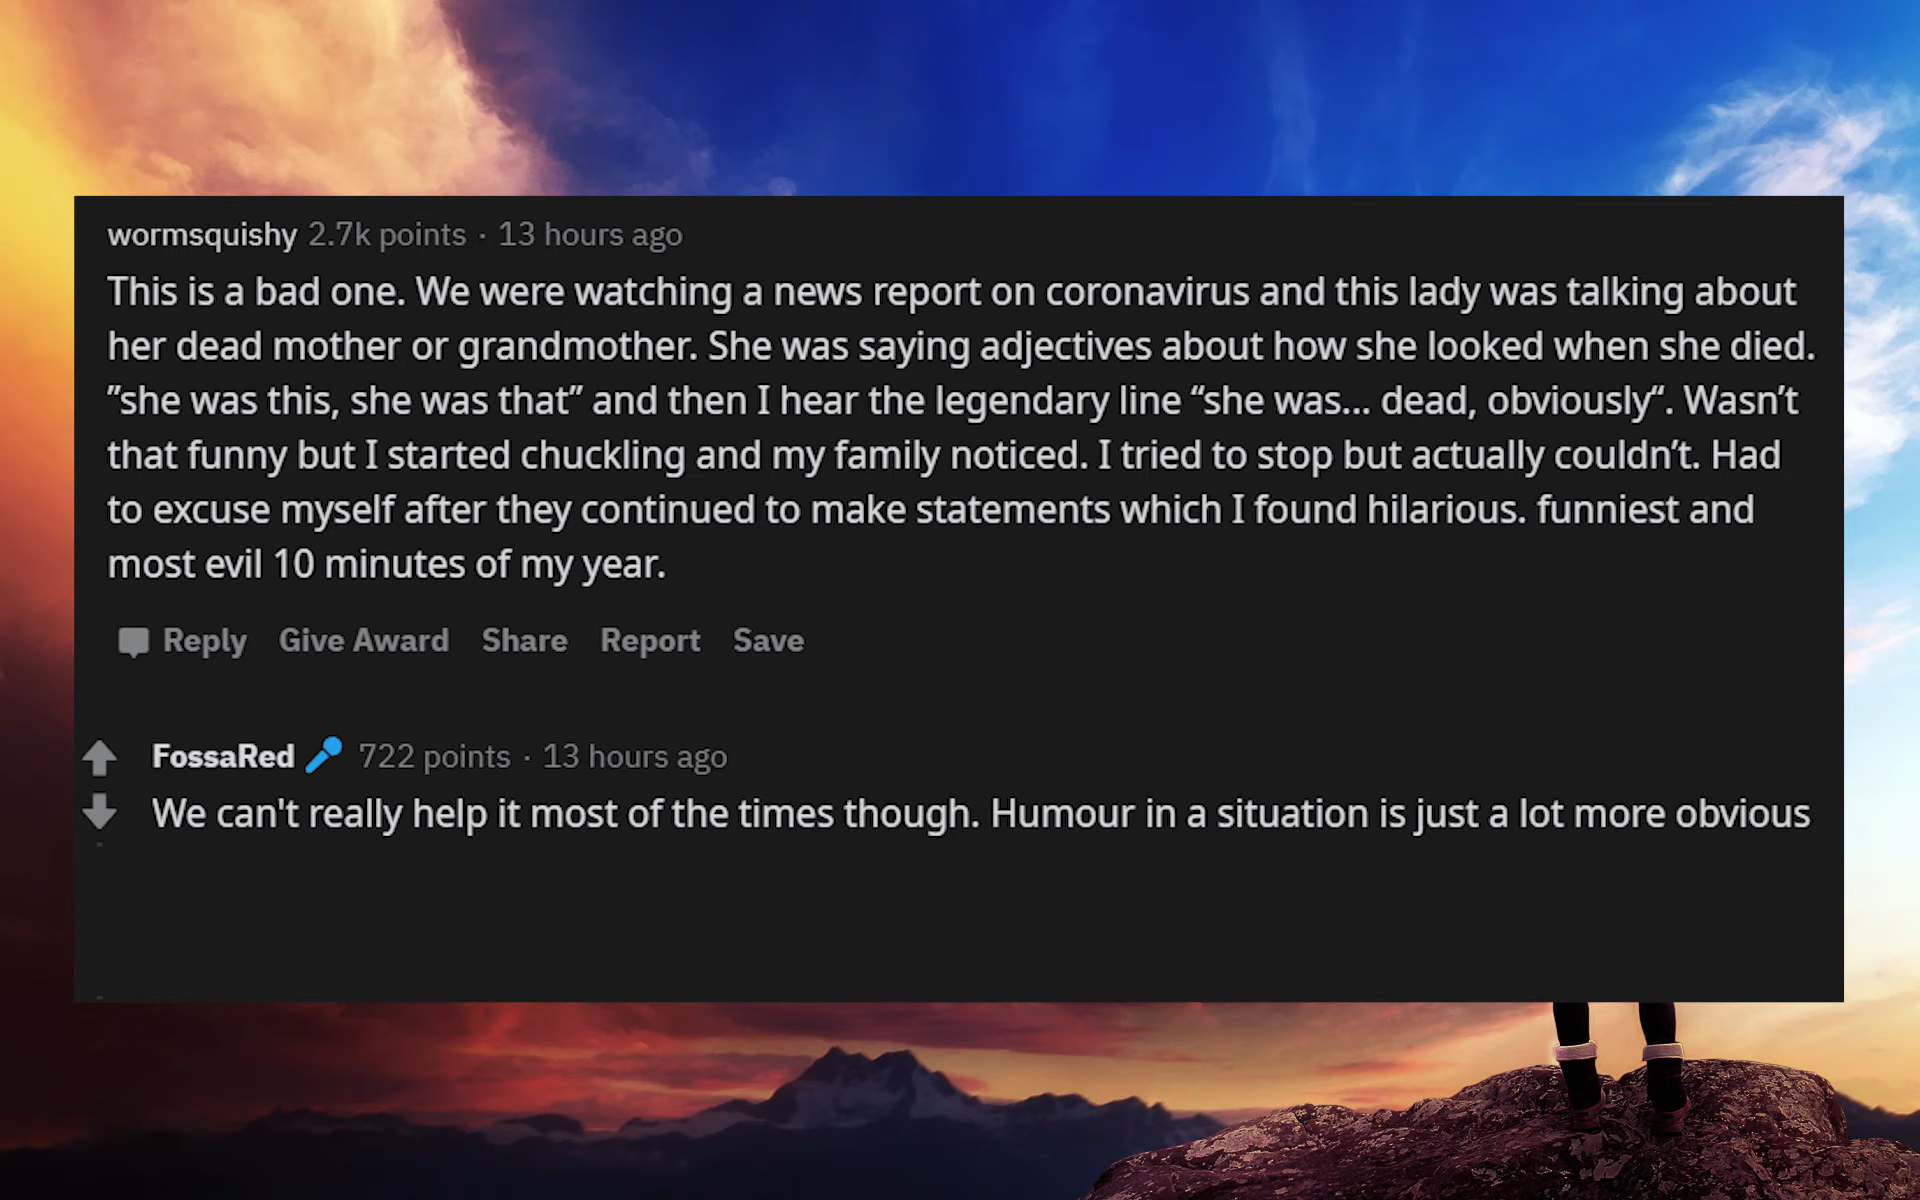 wormsquishy 2.7k points · 13 hours ago
This is a bad one. We were watching a news report on coronavirus and this lady was talking about
her dead mother or grandmother. She was saying adjectives about how she looked when she died.
”she was this, she was that” and then I hear the legendary line “she was... dead, obviously“. Wasn’t
that funny but I started chuckling and my family noticed. I tried to stop but actually couldn’t. Had
to excuse myself after they continued to make statements which I found hilarious. funniest and
most evil 10 minutes of my year.
Reply Give Award Share Report Save
FossaRed 722 points · 13 hours ago
We can't really help it most of the times though. Humour in a situation is just a lot more obvious